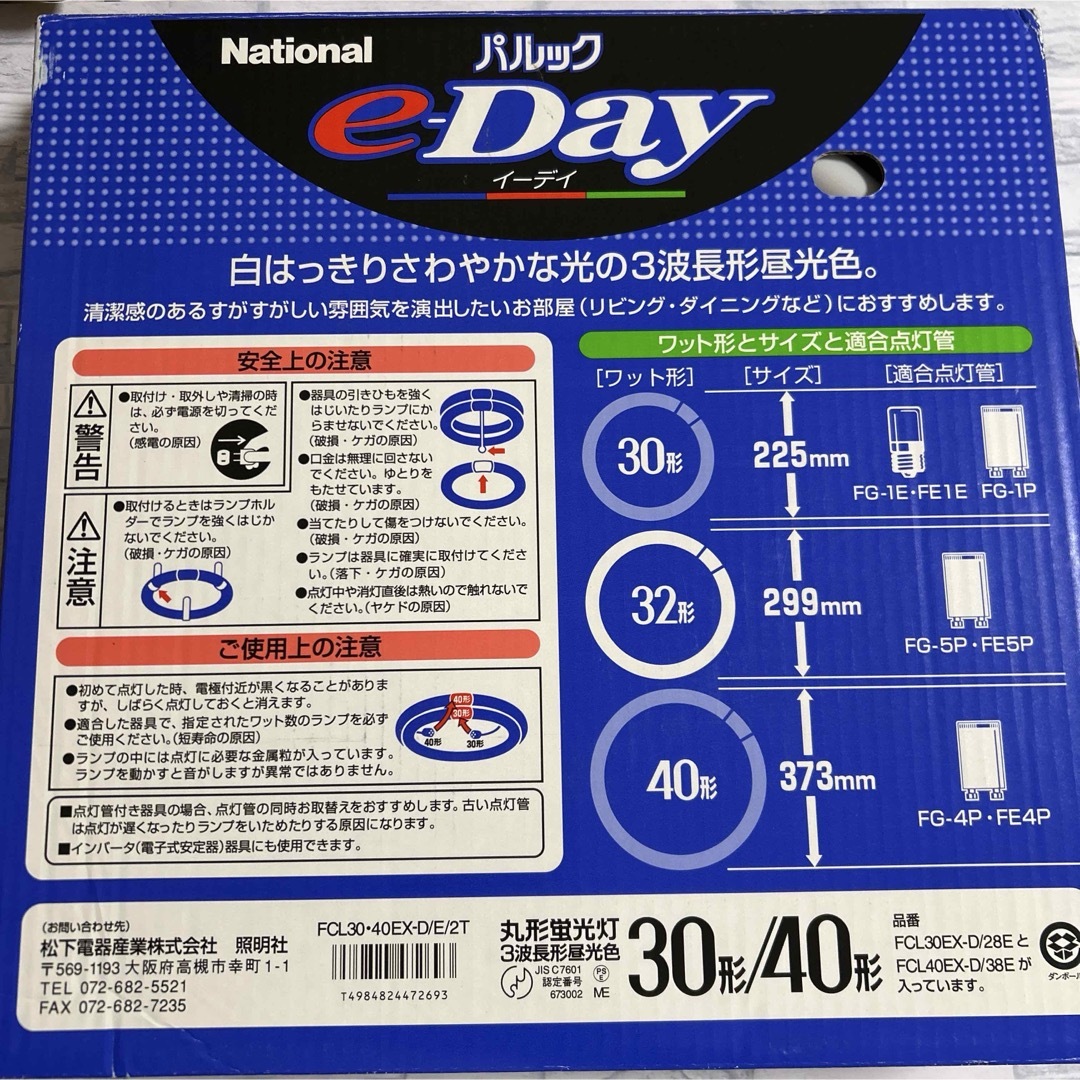 National
パルック
e-Day
イーデイ
白はっきりさわやかな光の3波長形昼光色。
清潔感のあるすがすがしい雰囲気を演出したいお部屋(リビング・ダイニングなど)におすすめします。
安全上の注意
警告
●取付け・取外しや清掃の時
は、必ず電源を切ってくだ
さい。
(感電の原因)
注意
●取付けるときはランプホル
ダーでランプを強くはじか
ないでください。
(破損・ケガの原因)
●器具の引きひもを強く
はじいたりランプにか
らませないでください。
(破損・ケガの原因)
●口金は無理に回さない
でください。ゆとりを
もたせています。
(破損・ケガの原因)
●当てたりして傷をつけないでください。
(破損・ケガの原因)
●ランプは器具に確実に取付けてくださ
い。(落下・ケガの原因)
●点灯中や消灯直後は熱いので触れないで
ください。(ヤケドの原因)
ご使用上の注意
●初めて点灯した時、電極付近が黒くなることがありま
すが、しばらく点灯しておくと消えます。
●適合した器具で、指定されたワット数のランプを必ず
ご使用ください。(短寿命の原因)
●ランプの中には点灯に必要な金属粒が入っています。
ランプを動かすと音がしますが異常ではありません。
40形
30形
40形 30形
■点灯管付き器具の場合、点灯管の同時お取替えをおすすめします。古い点灯管
は点灯が遅くなったりランプをいためたりする原因になります。
■インバータ(電子式安定器)器具にも使用できます。
ワット形とサイズと適合点灯管
[ワット形] [サイズ] [適合点灯管]
30形 225mm FG-1E・FE1E FG-1P
32形 299mm FG-5P・FE5P
40形 373mm FG-4P・FE4P
(お問い合わせ先)
松下電器産業株式会社 照明社
〒569-1193 大阪府高槻市幸町1-1
TEL 072-682-5521
FAX 072-682-7235
FCL30・40EX-D/E/2T
T4984824472693
丸形蛍光灯
3波長形昼光色
JIS C7601
認定番号
673002
PS
E
ME
30形/40形
品番
FCL30EX-D/28E と
FCL40EX-D/38E が
入っています。
ダンボール